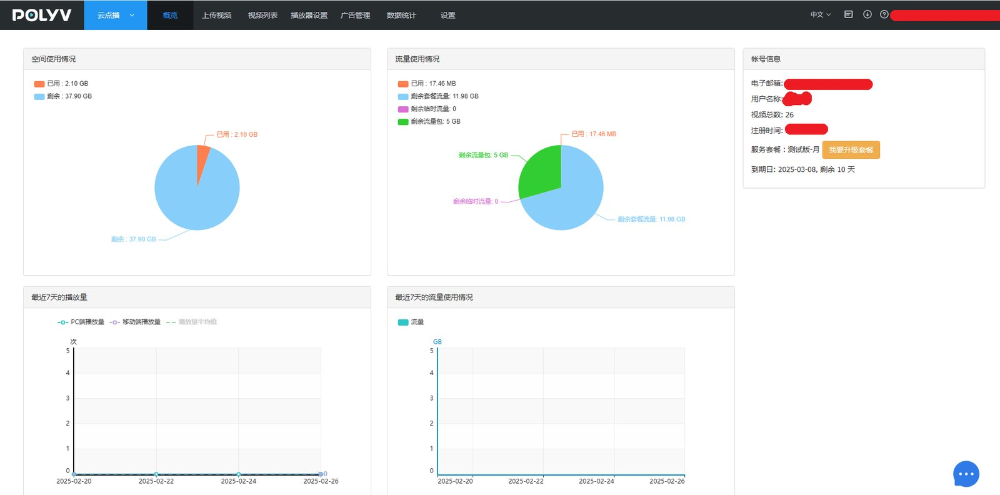 POLYV 云点播 概览 上传视频 视频列表 播放器设置 广告管理 数据统计 设置 中文
空间使用情况
已用 : 2.10 GB
剩余 : 37.90 GB
已用 : 2.10 GB
剩余 : 37.90 GB
流量使用情况
已用 : 17.46 MB
剩余套餐流量: 11.98 GB
剩余临时流量: 0
剩余流量包: 5 GB
已用 : 17.46 MB
剩余流量包: 5 GB
剩余临时流量: 0
剩余套餐流量: 11.98 GB
帐号信息
电子邮箱:
用户名称:
视频总数: 26
注册时间:
服务套餐：测试版-月 我要升级套餐
到期日: 2025-03-08, 剩余 10 天
最近7天的播放量
PC端播放量 移动端播放量 播放量平均值
次
5
4
3
2
1
0
0
2025-02-20 2025-02-22 2025-02-24 2025-02-26
最近7天的流量使用情况
流量
GB
5
4
3
2
1
0
2025-02-20 2025-02-22 2025-02-24 2025-02-26